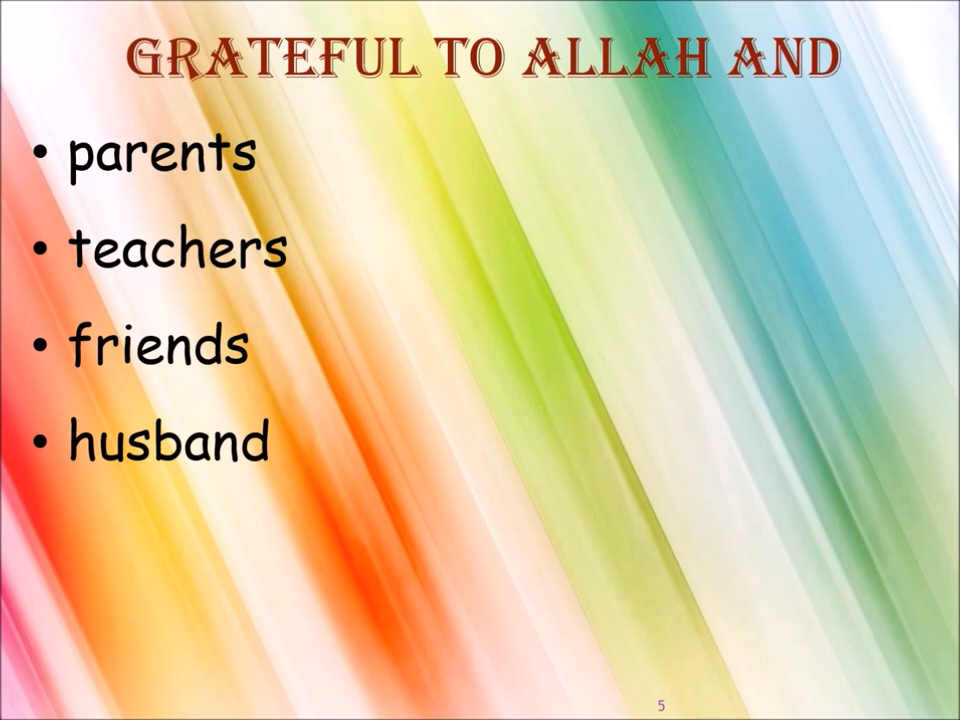 GRATEFUL TO ALLAH AND
• parents
• teachers
• friends
• husband
5